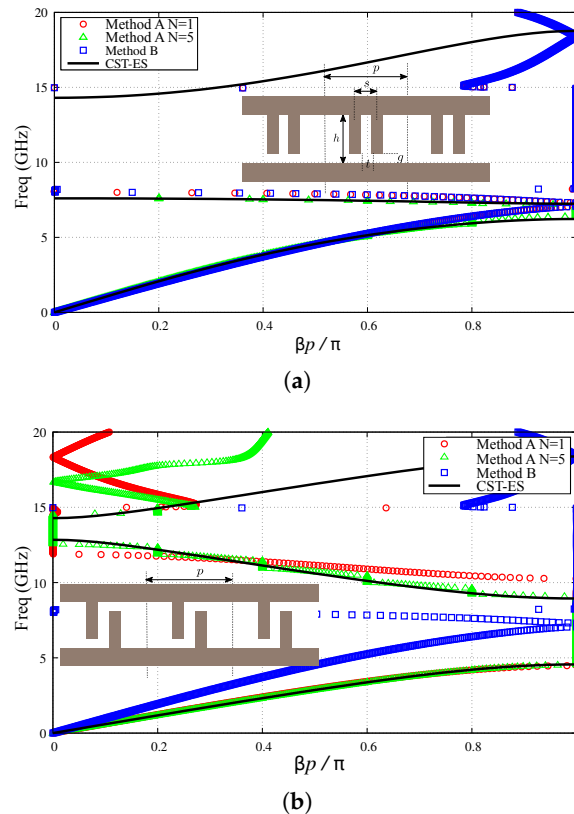 20
15
10
5
0
Freq (GHz)
Method A N=1
Method A N=5
Method B
CST-ES
p
s
h
t
g
0
0.2
0.4
0.6
0.8
βp / π
(a)
20
15
10
5
0
Freq (GHz)
Method A N=1
Method A N=5
Method B
CST-ES
p
0
0.2
0.4
0.6
0.8
βp / π
(b)